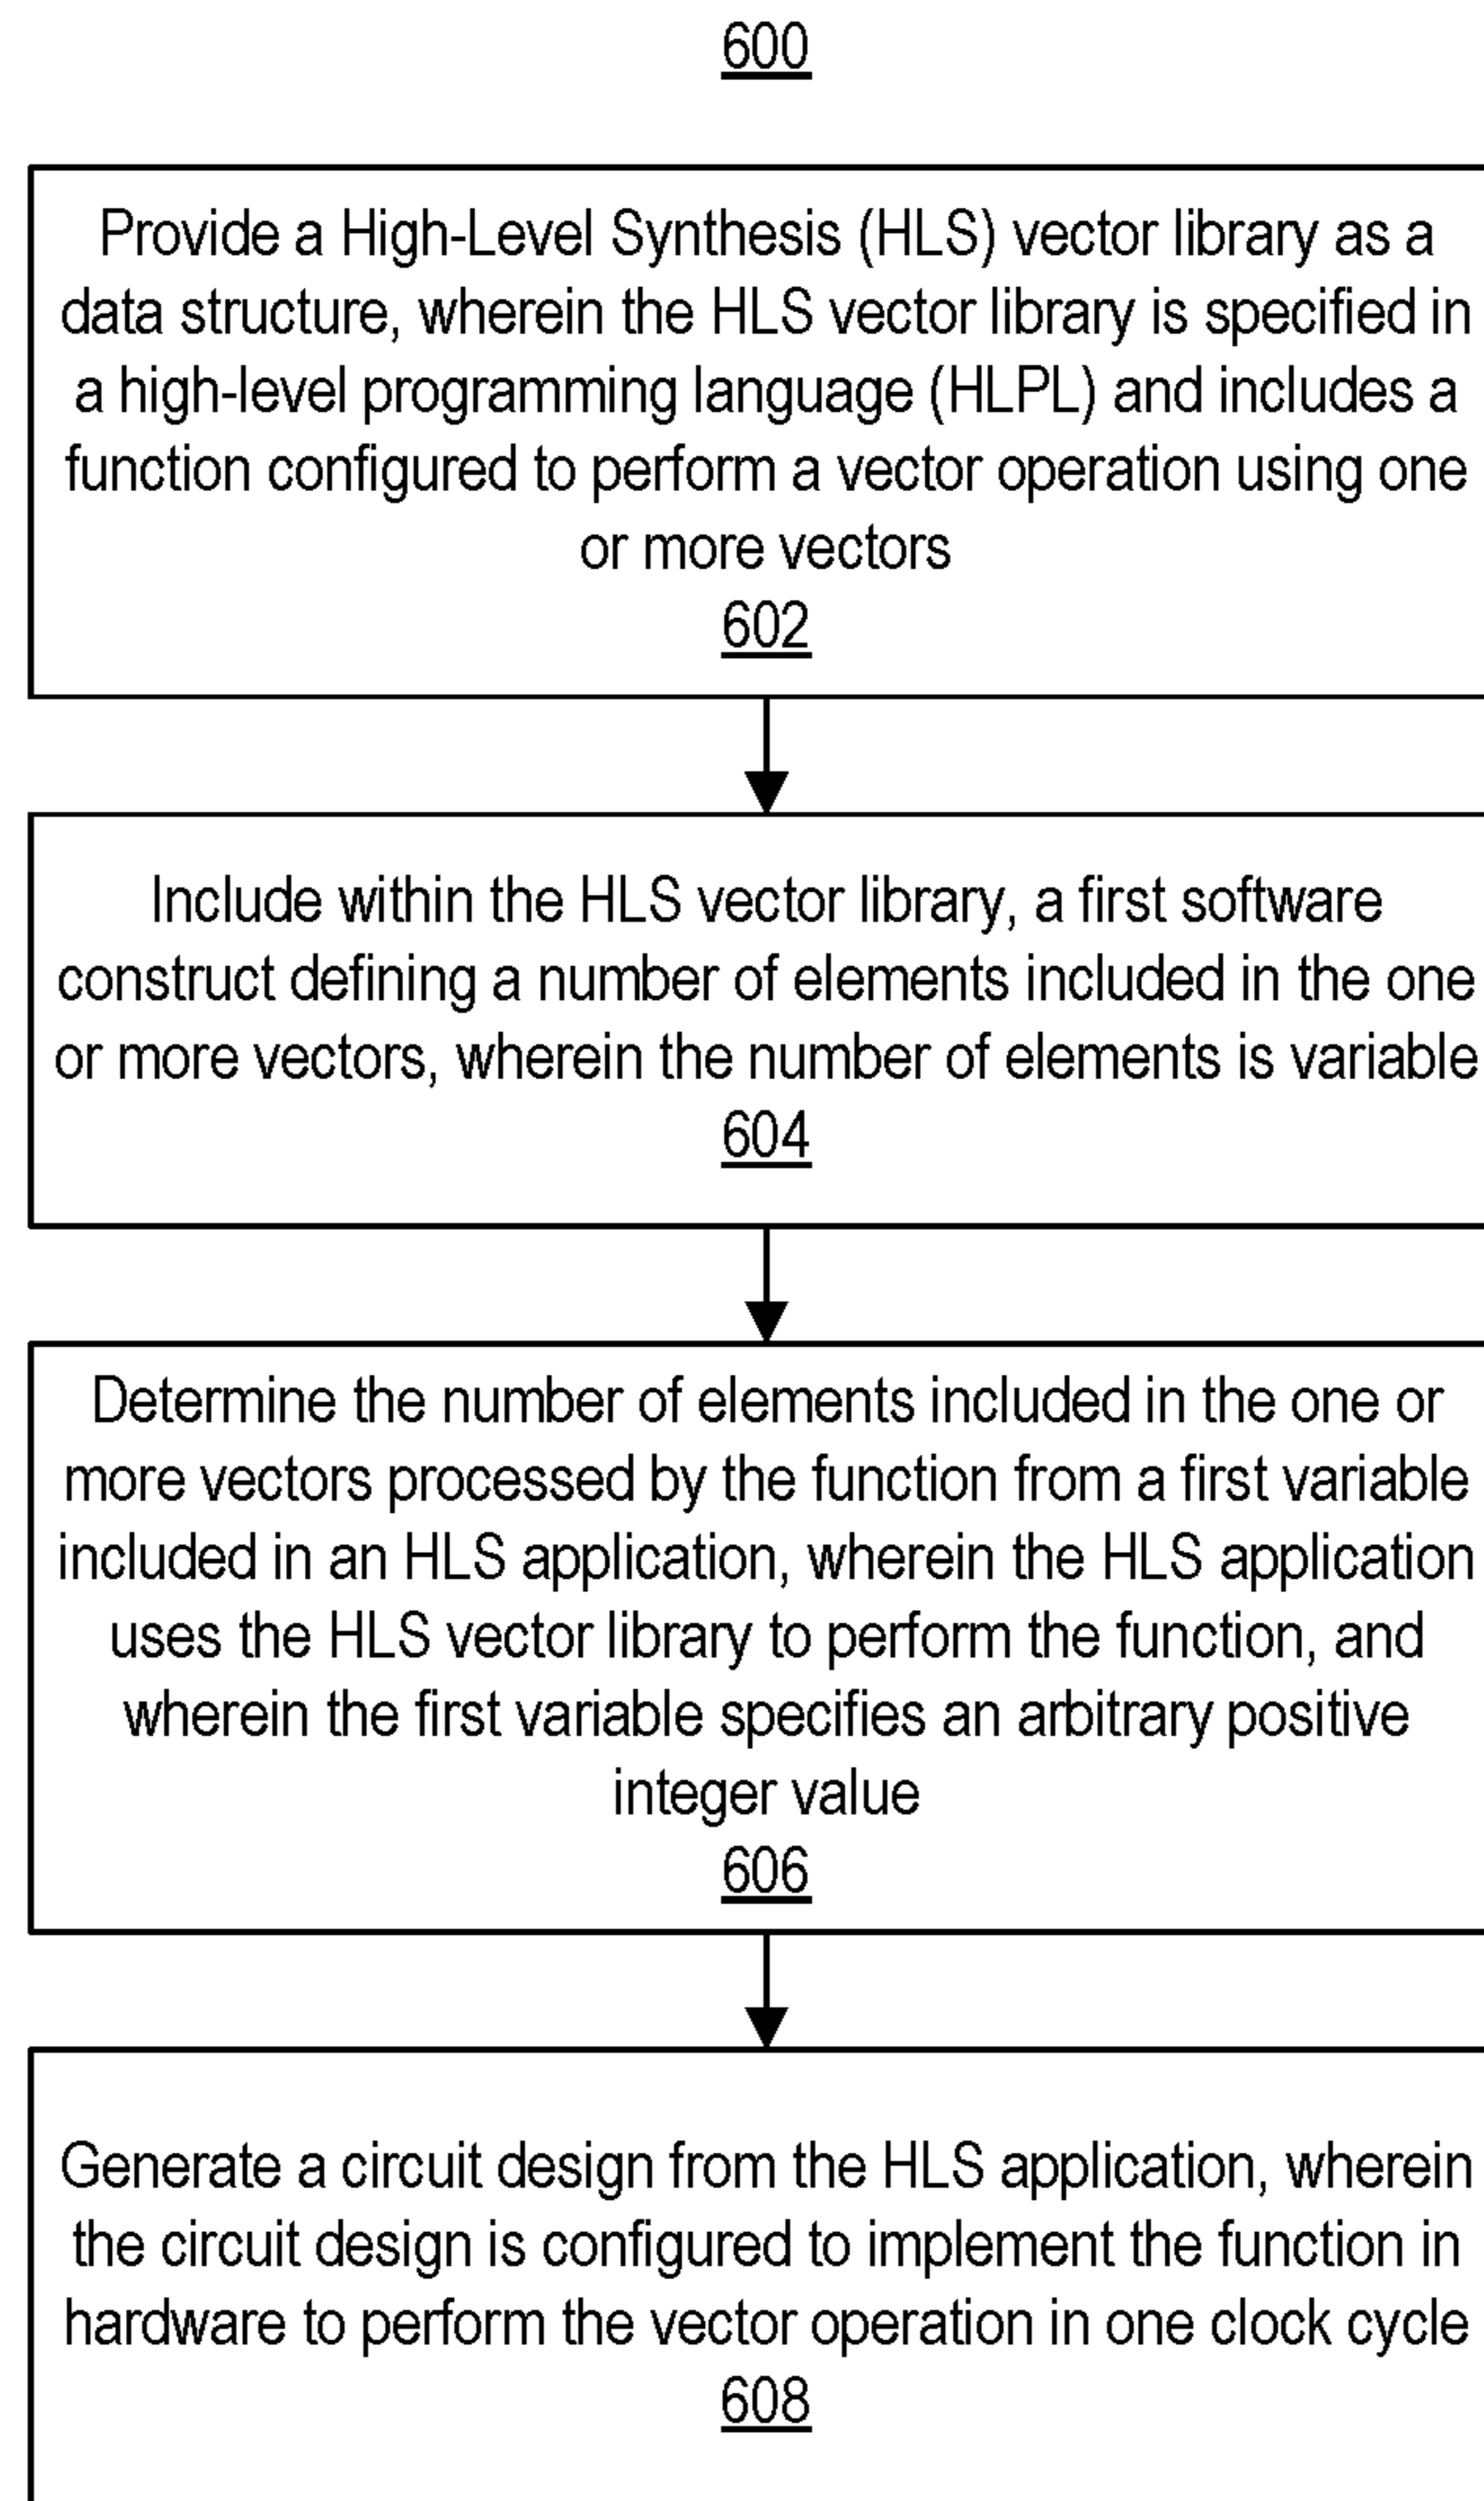 600
Provide a High-Level Synthesis (HLS) vector library as a
data structure, wherein the HLS vector library is specified in
a high-level programming language (HLPL) and includes a
function configured to perform a vector operation using one
or more vectors
602
Include within the HLS vector library, a first software
construct defining a number of elements included in the one
or more vectors, wherein the number of elements is variable
604
Determine the number of elements included in the one or
more vectors processed by the function from a first variable
included in an HLS application, wherein the HLS application
uses the HLS vector library to perform the function, and
wherein the first variable specifies an arbitrary positive
integer value
606
Generate a circuit design from the HLS application, wherein
the circuit design is configured to implement the function in
hardware to perform the vector operation in one clock cycle
608